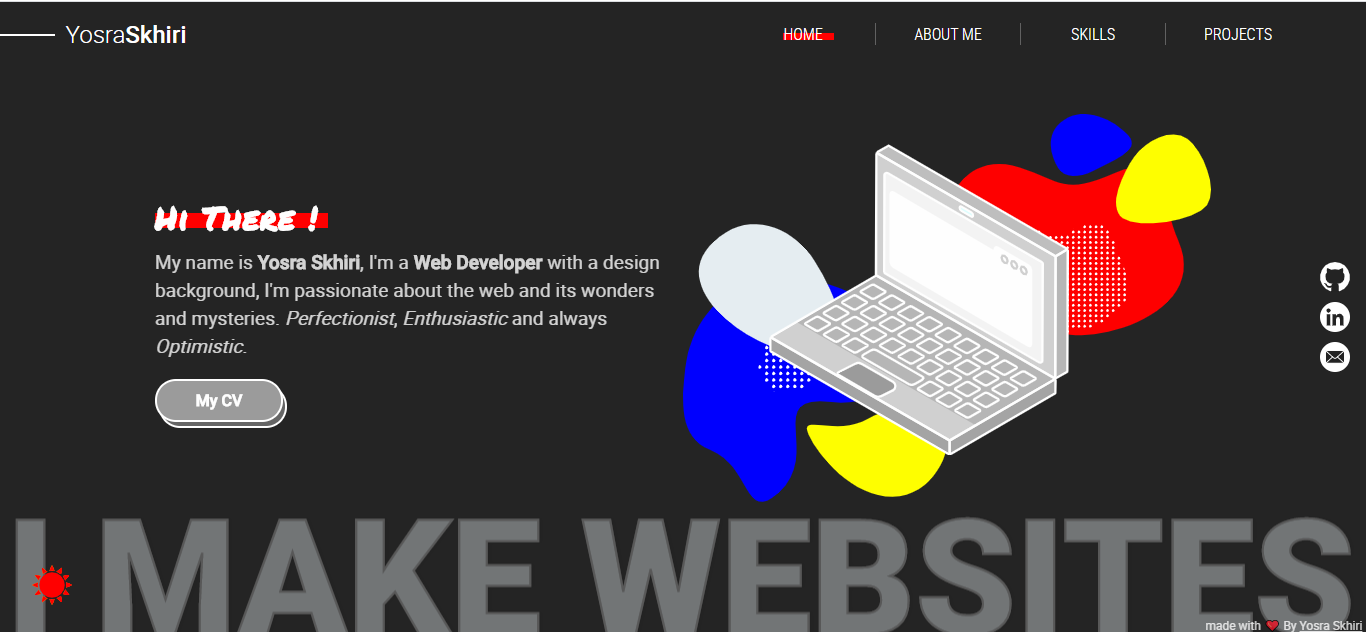 YosraSkhiri
HOME
ABOUT ME
SKILLS
PROJECTS
Hi There !
My name is Yosra Skhiri, I'm a Web Developer with a design
background, I'm passionate about the web and its wonders
and mysteries. Perfectionist, Enthusiastic and always
Optimistic.
My CV
in
I MAKE WEBSITES
made with ❤️ By Yosra Skhiri